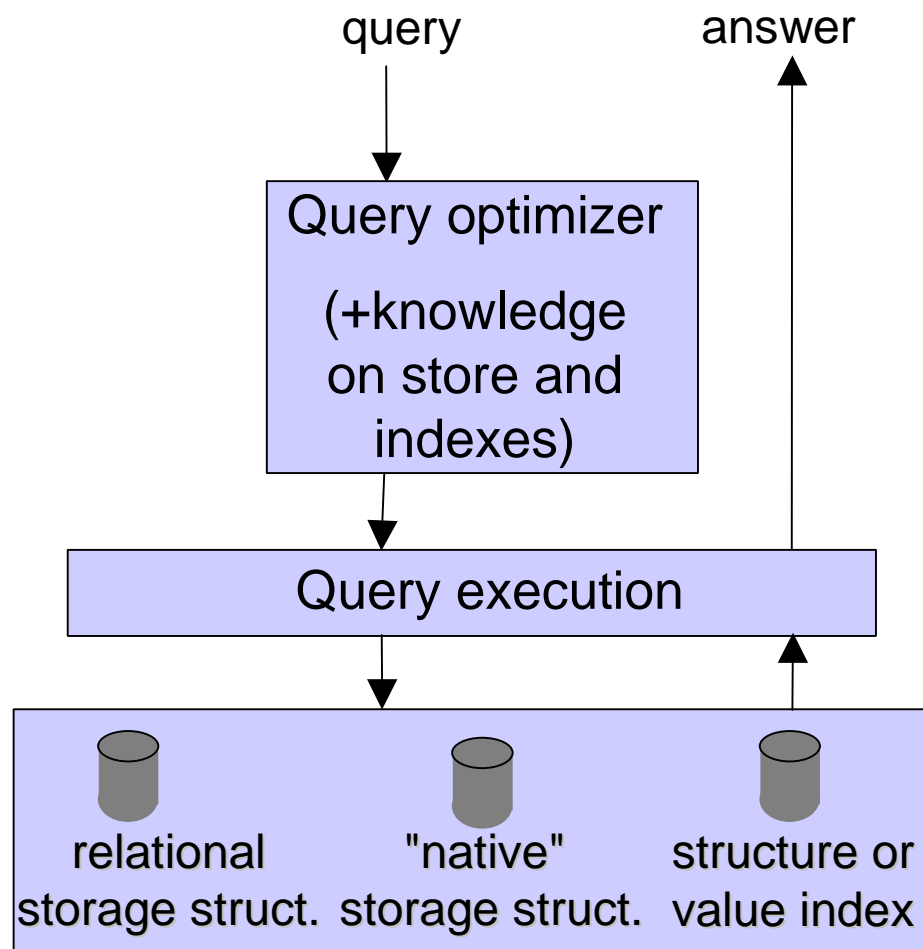 query
answer
Query optimizer
(+knowledge
on store and
indexes)
Query execution
relational
storage struct.
"native"
storage struct.
structure or
value index